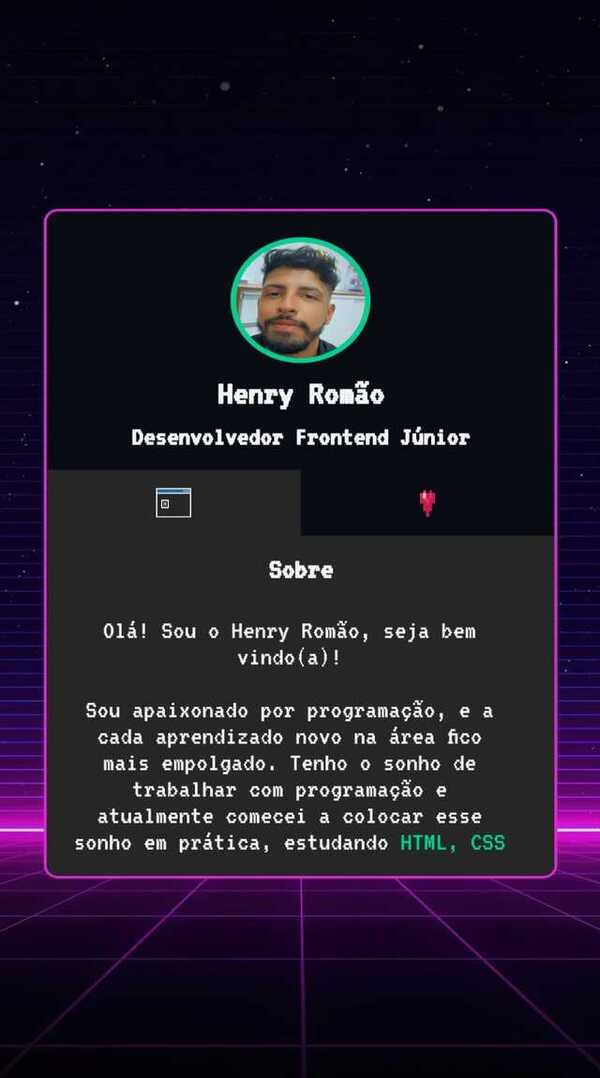 Henry Romão
Desenvolvedor Frontend Júnior
Sobre
Olá! Sou o Henry Romão, seja bem
vindo(a)!
Sou apaixonado por programação, e a
cada aprendizado novo na área fico
mais empolgado. Tenho o sonho de
trabalhar com programação e
atualmente comecei a colocar esse
sonho em prática, estudando HTML, CSS